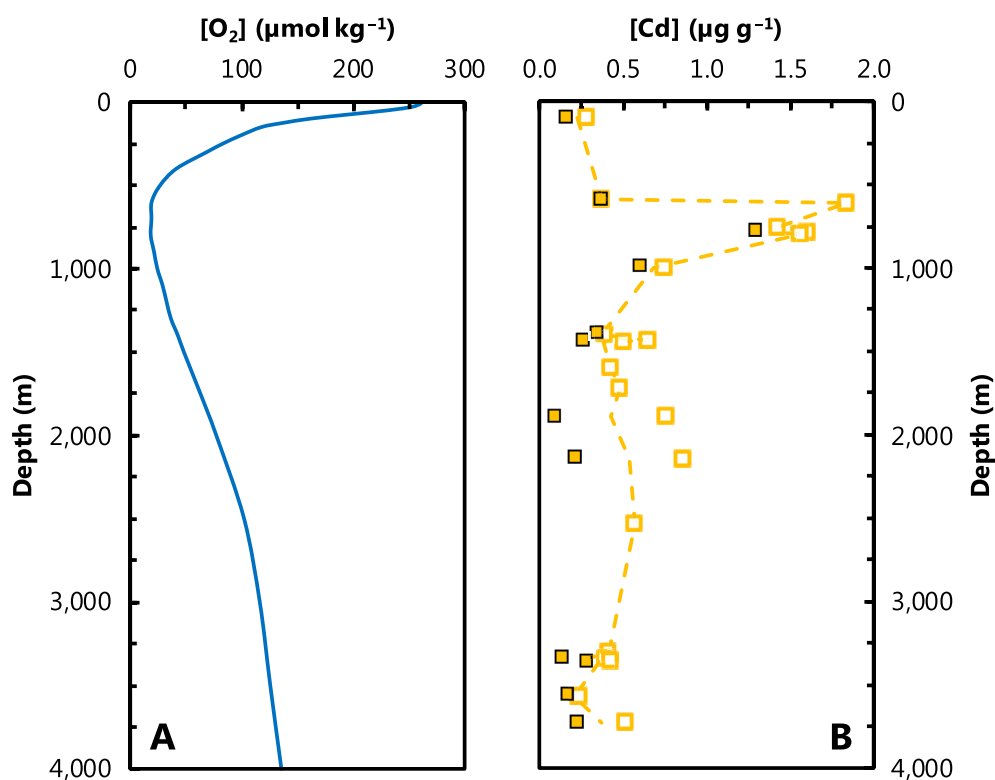 [O₂] (µmol kg⁻¹)
0 100 200 300
0
1,000
2,000
3,000
4,000
Depth (m)
A
[Cd] (µg g⁻¹)
0.0 0.5 1.0 1.5 2.0
0
1,000
2,000
3,000
4,000
Depth (m)
B